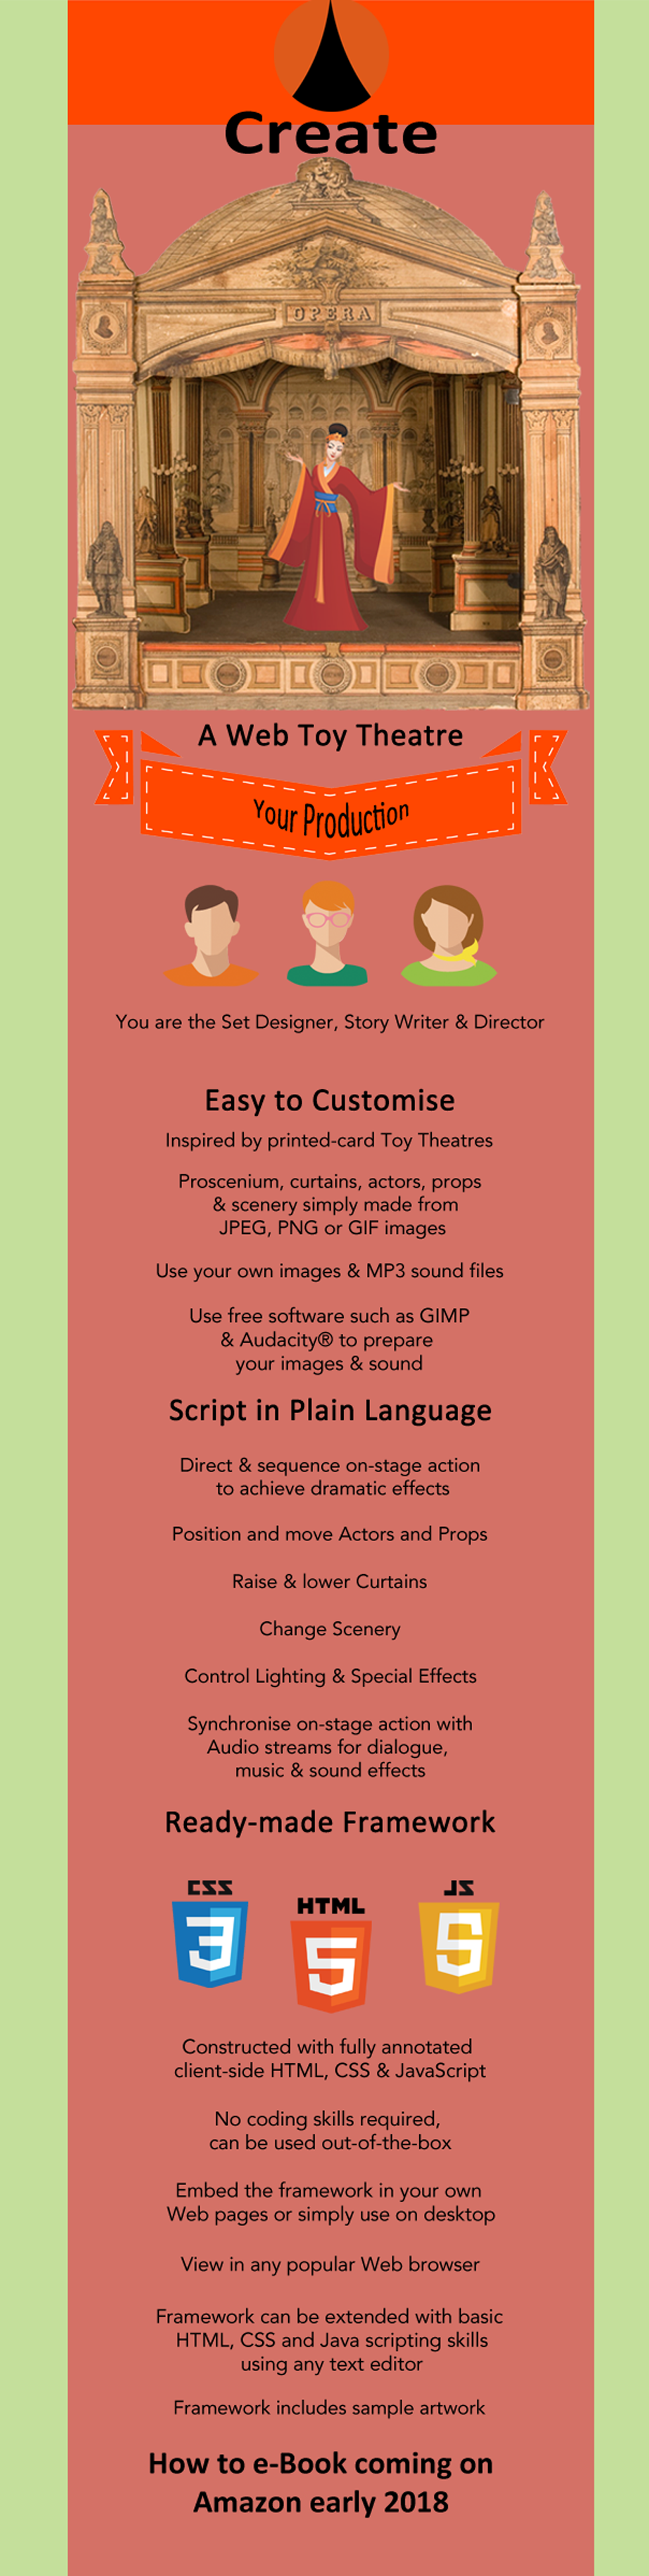 Create
OPERA
A Web Toy Theatre
Your Production
You are the Set Designer, Story Writer & Director
Easy to Customise
Inspired by printed-card Toy Theatres
Proscenium, curtains, actors, props
& scenery simply made from
JPEG, PNG or GIF images
Use your own images & MP3 sound files
Use free software such as GIMP
& Audacity® to prepare
your images & sound
Script in Plain Language
Direct & sequence on-stage action
to achieve dramatic effects
Position and move Actors and Props
Raise & lower Curtains
Change Scenery
Control Lighting & Special Effects
Synchronise on-stage action with
Audio streams for dialogue,
music & sound effects
Ready-made Framework
CSS HTML JS
3 5 5
Constructed with fully annotated
client-side HTML, CSS & JavaScript
No coding skills required,
can be used out-of-the-box
Embed the framework in your own
Web pages or simply use on desktop
View in any popular Web browser
Framework can be extended with basic
HTML, CSS and Java scripting skills
using any text editor
Framework includes sample artwork
How to e-Book coming on
Amazon early 2018